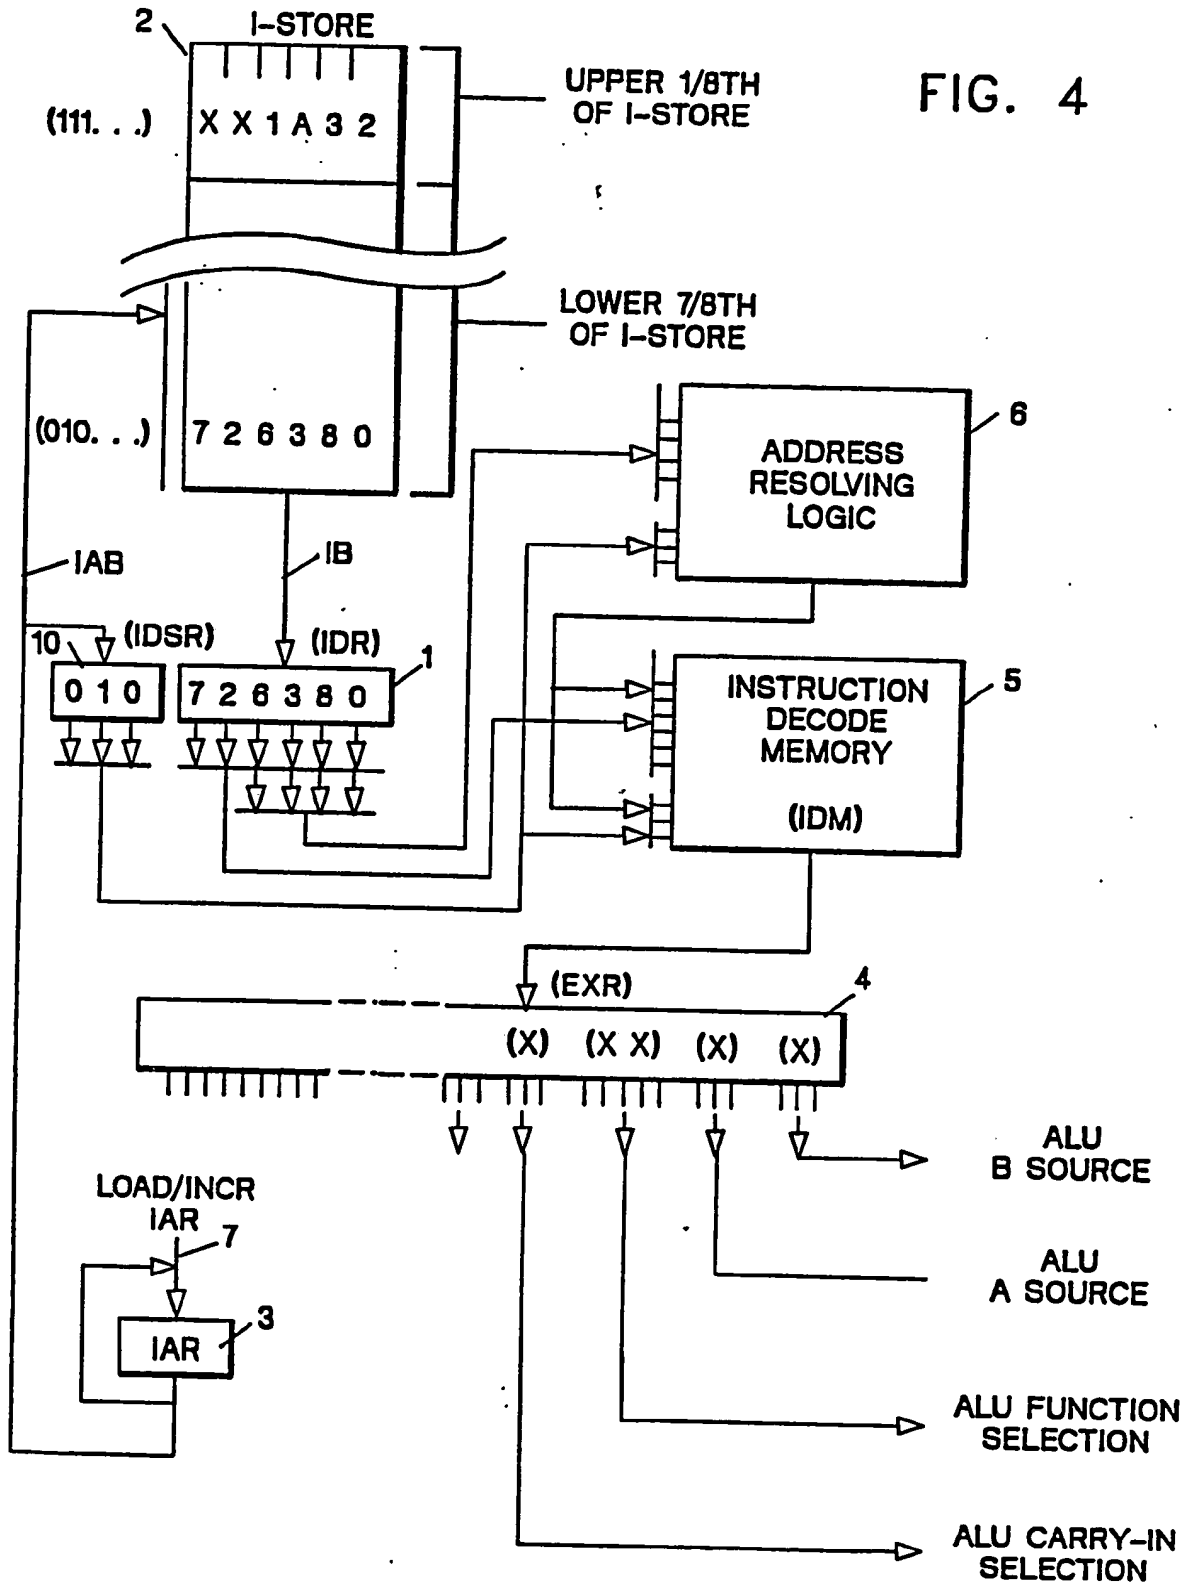 2
I-STORE
FIG. 4
(111. . .)
X X 1 A 3 2
UPPER 1/8TH
OF I-STORE
LOWER 7/8TH
OF I-STORE
(010. . .)
7 2 6 3 8 0
6
ADDRESS
RESOLVING
LOGIC
IAB
IB
10
(IDSR)
(IDR)
1
0 1 0
7 2 6 3 8 0
5
INSTRUCTION
DECODE
MEMORY
(IDM)
(EXR)
4
(X) (X X) (X) (X)
ALU
B SOURCE
LOAD/INCR
IAR
7
ALU
A SOURCE
3
IAR
ALU FUNCTION
SELECTION
ALU CARRY-IN
SELECTION